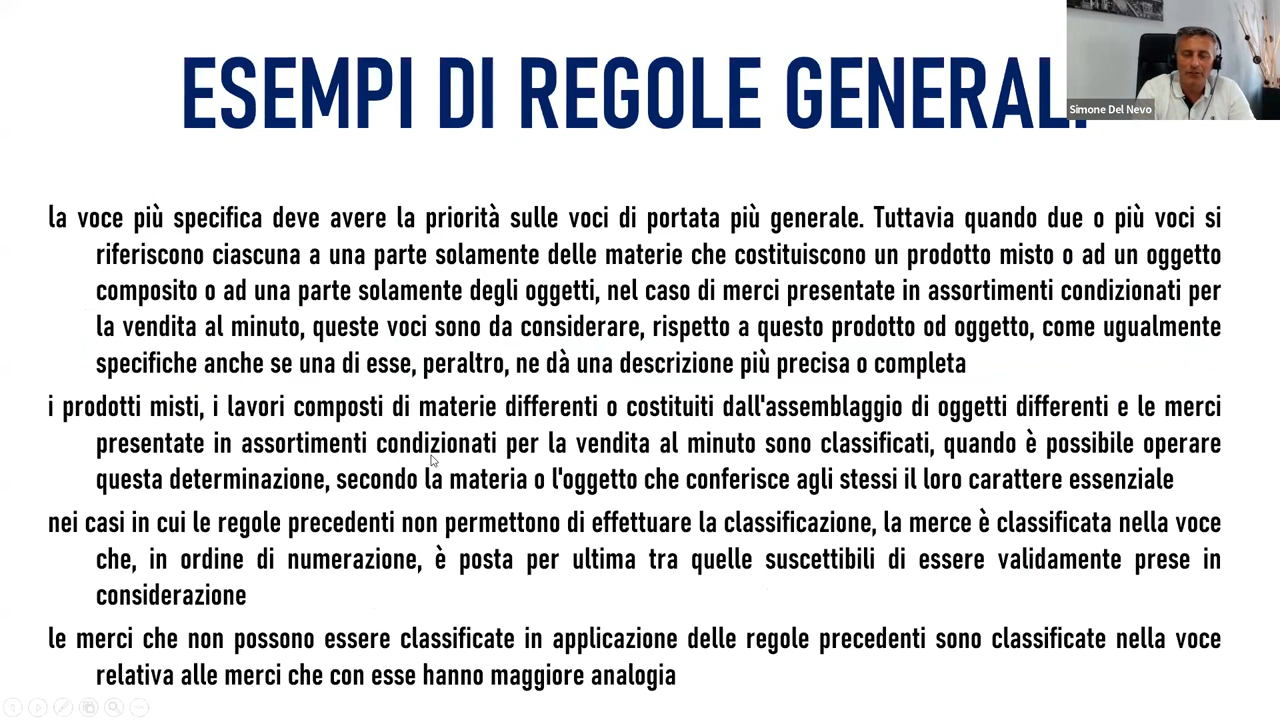 ESEMPI DI REGOLE GENERALI
Simone Del Nevo
la voce più specifica deve avere la priorità sulle voci di portata più generale. Tuttavia quando due o più voci si
riferiscono ciascuna a una parte solamente delle materie che costituiscono un prodotto misto o ad un oggetto
composito o ad una parte solamente degli oggetti, nel caso di merci presentate in assortimenti condizionati per
la vendita al minuto, queste voci sono da considerare, rispetto a questo prodotto od oggetto, come ugualmente
specifiche anche se una di esse, peraltro, ne dà una descrizione più precisa o completa
i prodotti misti, i lavori composti di materie differenti o costituiti dall'assemblaggio di oggetti differenti e le merci
presentate in assortimenti condizionati per la vendita al minuto sono classificati, quando è possibile operare
questa determinazione, secondo la materia o l'oggetto che conferisce agli stessi il loro carattere essenziale
nei casi in cui le regole precedenti non permettono di effettuare la classificazione, la merce è classificata nella voce
che, in ordine di numerazione, è posta per ultima tra quelle suscettibili di essere validamente prese in
considerazione
le merci che non possono essere classificate in applicazione delle regole precedenti sono classificate nella voce
relativa alle merci che con esse hanno maggiore analogia